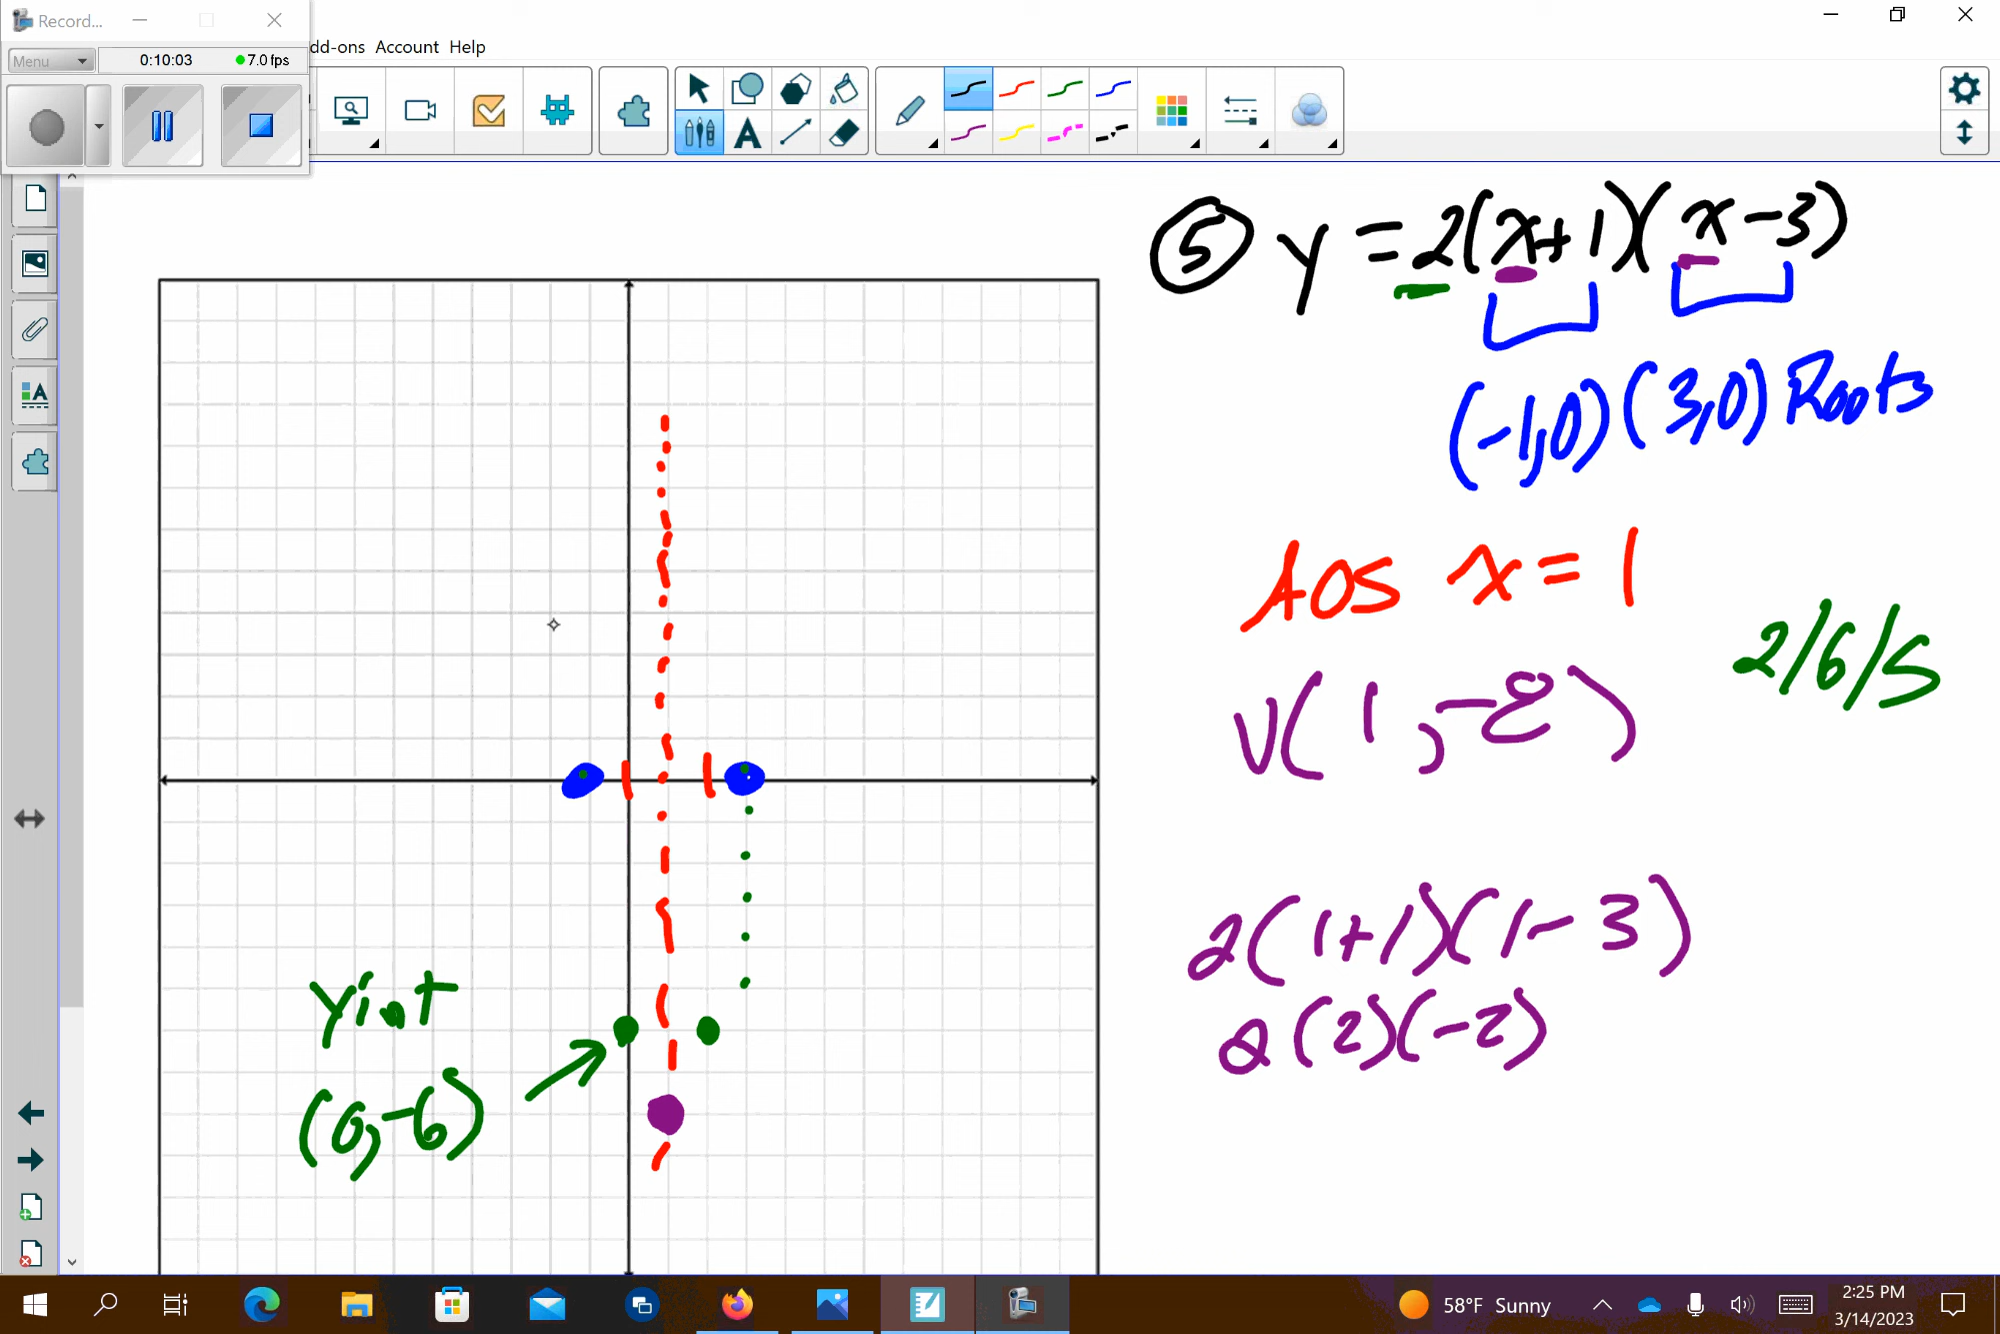 Record...
dd-ons Account Help
Menu 0:10:03 7.0 fps
A
A
⑤ y = 2(x+1)(x-3)
(-1,0) (3,0) Roots
AOS x = 1
2/6/5
V(1,-8)
2(1+1)(1-3)
2(2)(-2)
Yint
(0,-6)
58°F Sunny
2:25 PM
3/14/2023